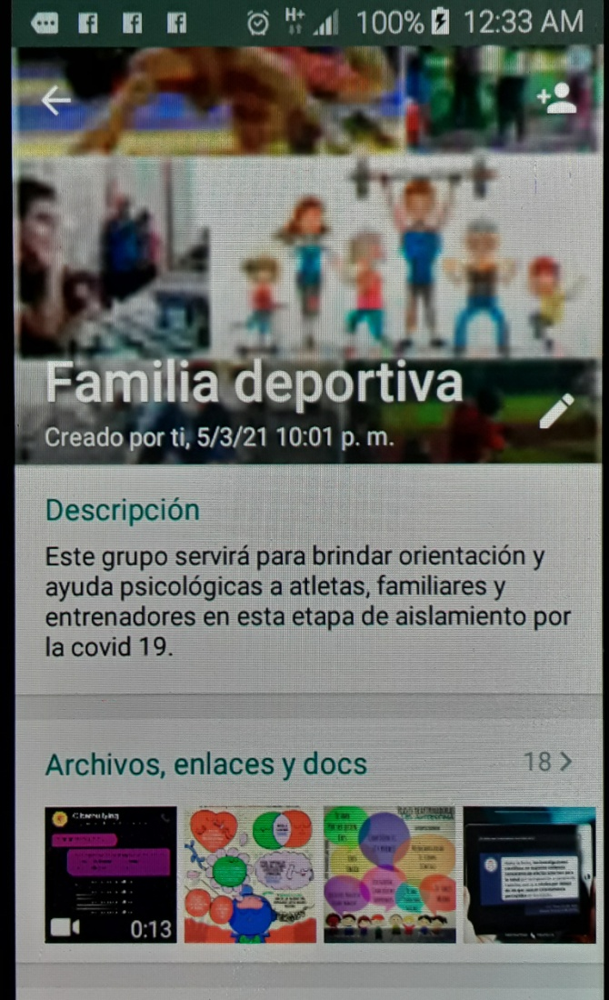 100% 12:33 AM
Familia deportiva
Creado por ti, 5/3/21 10:01 p. m.
Descripción
Este grupo servirá para brindar orientación y
ayuda psicológicas a atletas, familiares y
entrenadores en esta etapa de aislamiento por
la covid 19.
Archivos, enlaces y docs
18
0:13